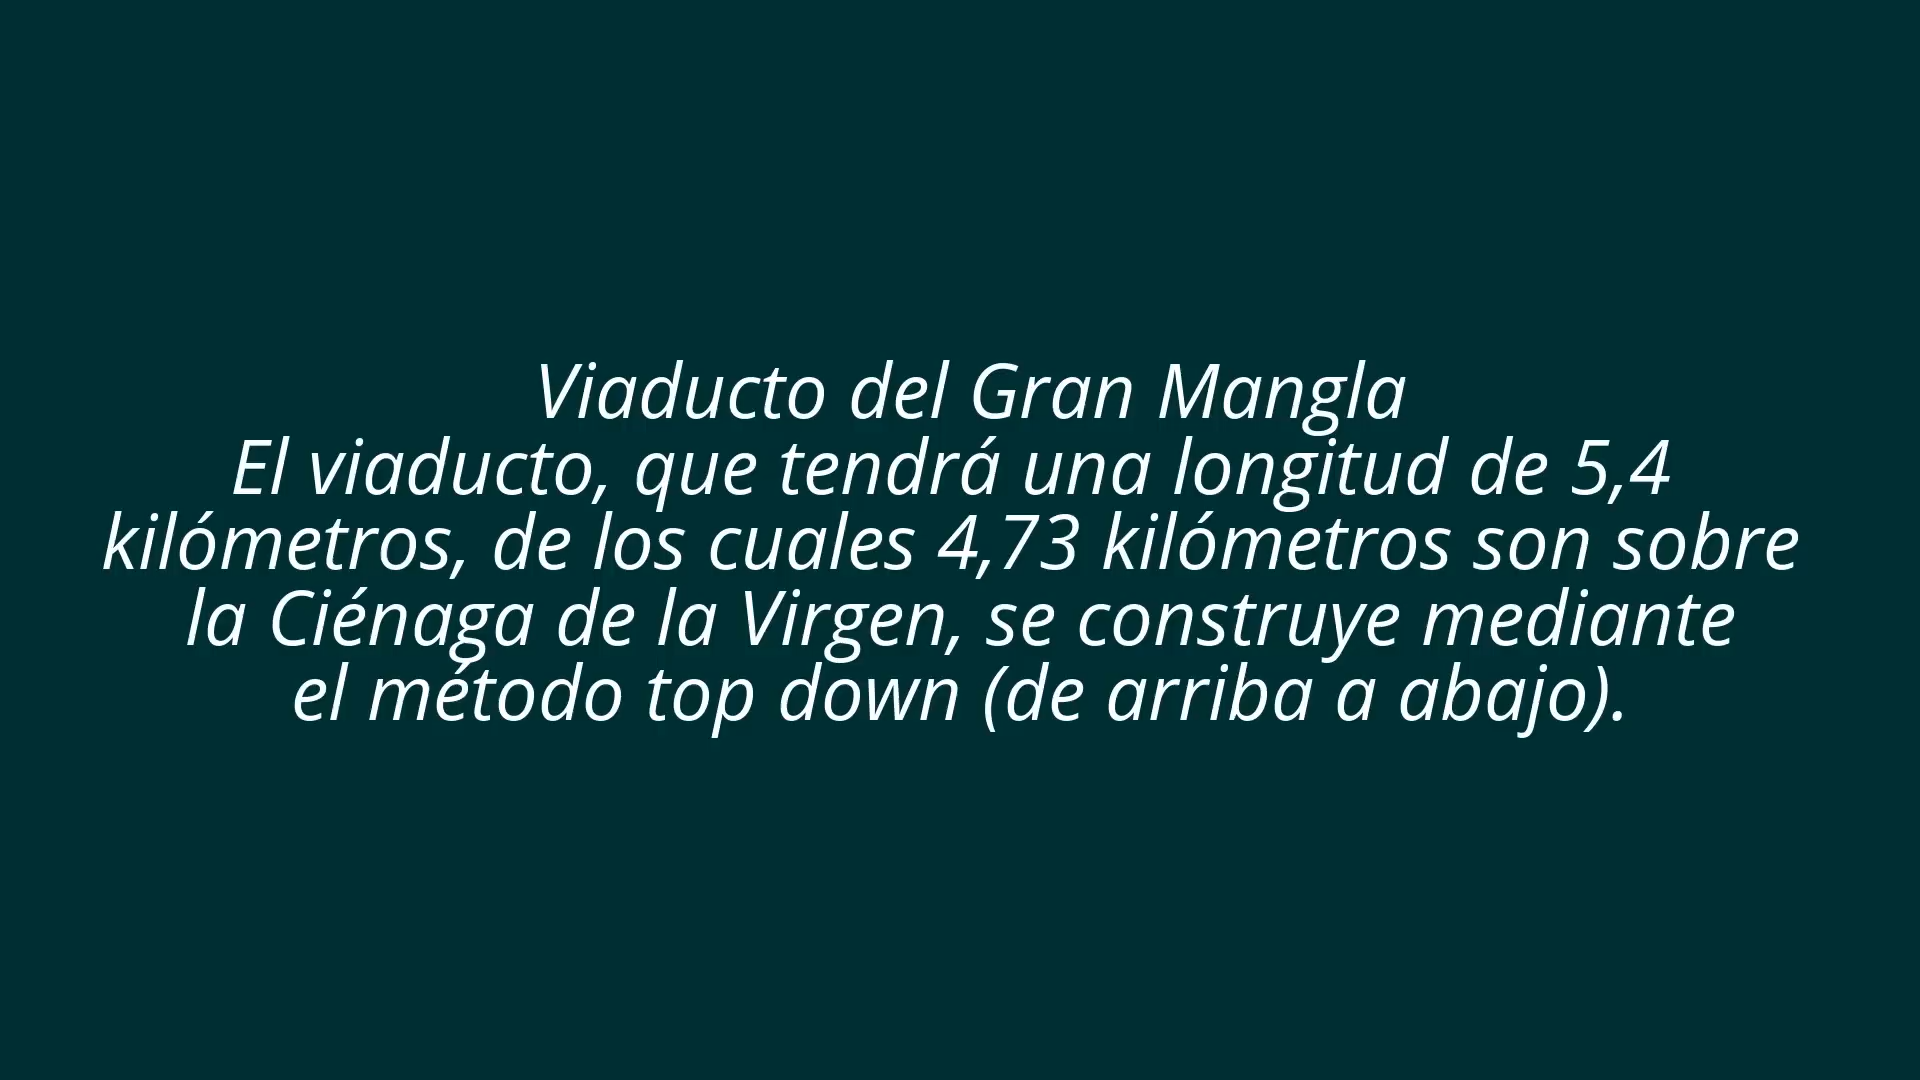 Viaducto del Gran Mangla
El viaducto, que tendrá una longitud de 5,4
kilómetros, de los cuales 4,73 kilómetros son sobre
la Ciénaga de la Virgen, se construye mediante
el método top down (de arriba a abajo).